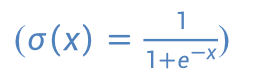 (σ(x) = 1/(1+e^{-x}))